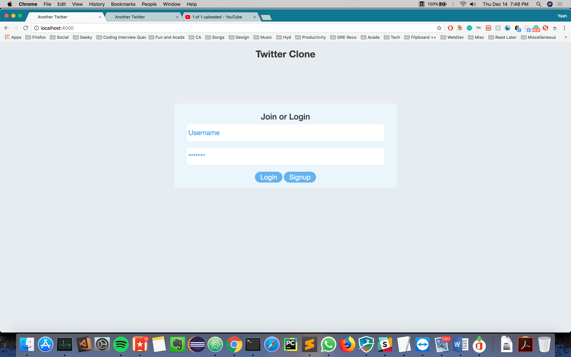 Chrome File Edit View History Bookmarks People Window Help 100% Thu Dec 14 7:48 PM
Another Twitter Another Twitter 1 of 1 uploaded - YouTube Yash
localhost:4000
Apps Firefox Social Geeky Coding Interview Ques Fun and Acads CA Songs Design Music Hyd Productivity GRE Reco Acads Tech Flipboard ++ WebDev Misc Read Later Miscellaneous »
Twitter Clone
Join or Login
Username
•••••••
Login Signup